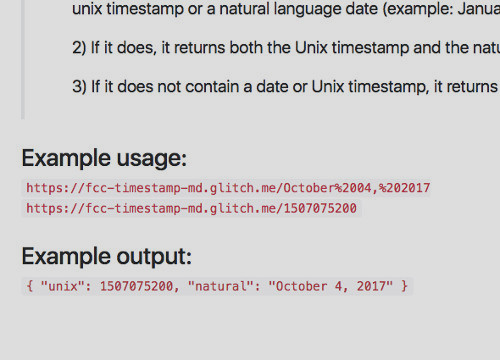 unix timestamp or a natural language date (example:
2) If it does, it returns both the Unix timestamp and the
3) If it does not contain a date or Unix timestamp, it returns
Example usage:
https://fcc-timestamp-md.glitch.me/October%2004,%202017
https://fcc-timestamp-md.glitch.me/1507075200
Example output:
{ "unix": 1507075200, "natural": "October 4, 2017" }